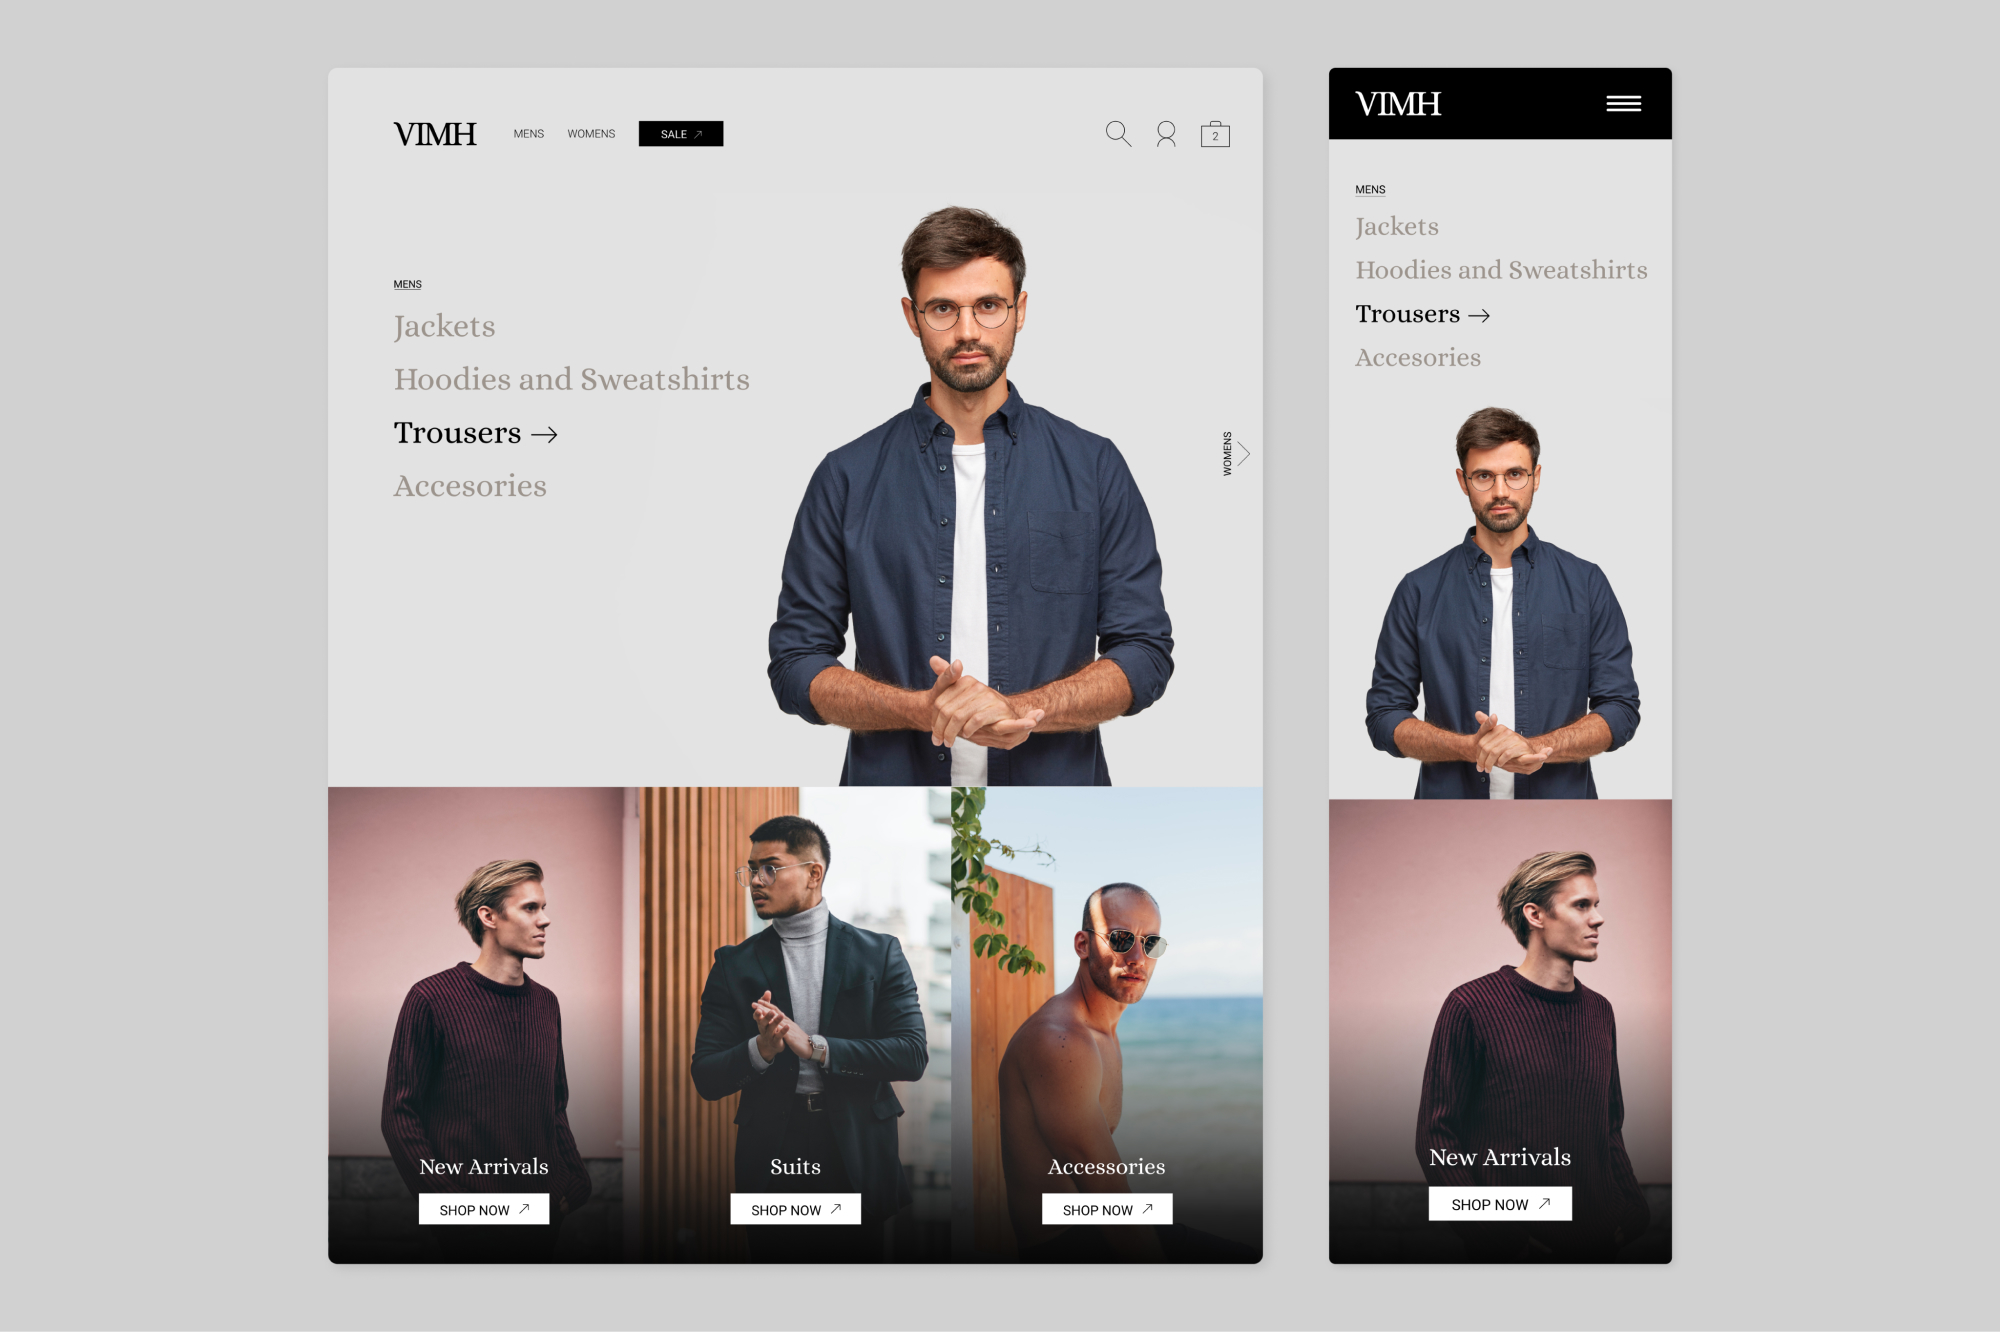 VIMH
MENS
WOMENS
SALE
2
MENS
Jackets
Hoodies and Sweatshirts
Trousers
Accesories
WOMENS
New Arrivals
SHOP NOW
Suits
SHOP NOW
Accessories
SHOP NOW
VIMH
MENS
Jackets
Hoodies and Sweatshirts
Trousers
Accesories
New Arrivals
SHOP NOW